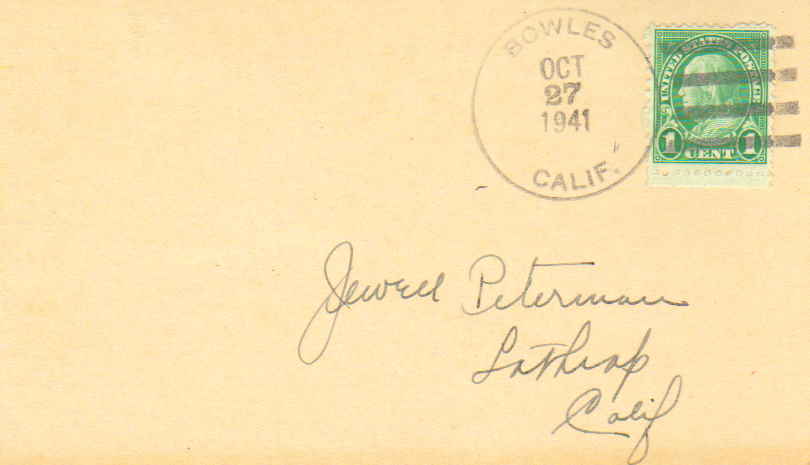 BOWLES
OCT
27
1941
CALIF.
UNITED STATES POSTAGE
1 CENT 1
Jewell Peterman
Lathrop
Calif